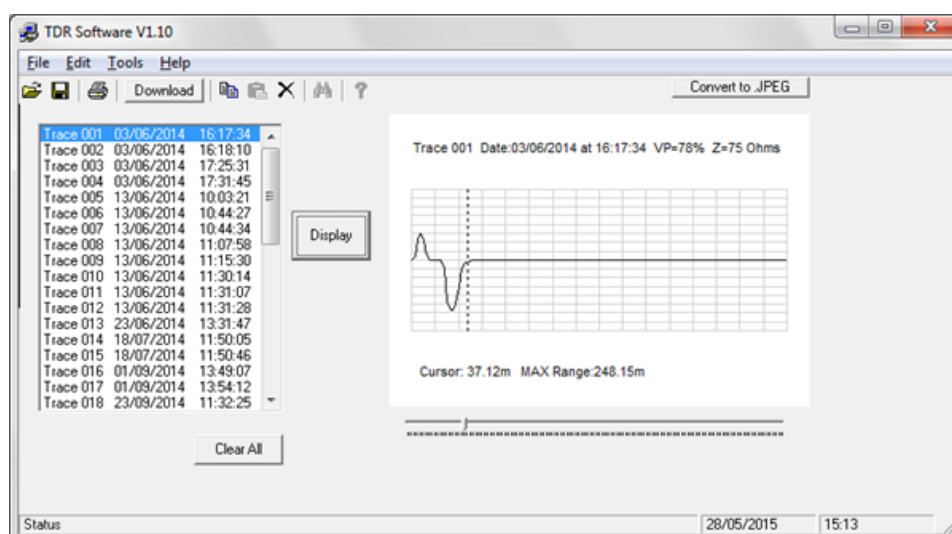 TDR Software V1.10
File Edit Tools Help
Download
Convert to .JPEG
Trace 001 03/06/2014 16:17:34
Trace 002 03/06/2014 16:18:10
Trace 003 03/06/2014 17:25:31
Trace 004 03/06/2014 17:31:45
Trace 005 13/06/2014 10:03:21
Trace 006 13/06/2014 10:44:27
Trace 007 13/06/2014 10:44:34
Trace 008 13/06/2014 11:07:58
Trace 009 13/06/2014 11:15:30
Trace 010 13/06/2014 11:30:14
Trace 011 13/06/2014 11:31:07
Trace 012 13/06/2014 11:31:28
Trace 013 23/06/2014 13:31:47
Trace 014 18/07/2014 11:50:05
Trace 015 18/07/2014 11:50:46
Trace 016 01/09/2014 13:49:07
Trace 017 01/09/2014 13:54:12
Trace 018 23/09/2014 11:32:25
Display
Clear All
Trace 001 Date:03/06/2014 at 16:17:34 VP=78% Z=75 Ohms
Cursor: 37.12m MAX Range:248.15m
Status
28/05/2015
15:13